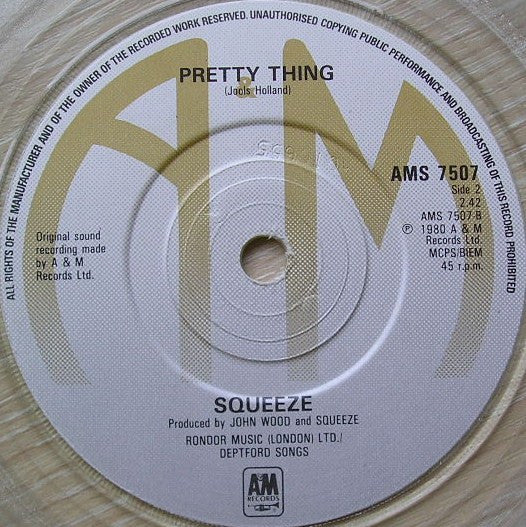 ALL RIGHTS OF THE MANUFACTURER AND OF THE OWNER OF THE RECORDED WORK RESERVED. UNAUTHORISED COPYING PUBLIC PERFORMANCE AND BROADCASTING OF THIS RECORD PROHIBITED
A&M
PRETTY THING
(Jools Holland)
AMS 7507
Side 2
2.42
AMS 7507-B
℗ 1980 A & M
Records Ltd.
MCPS/BIEM
45 r.p.m.
Original sound
recording made
by A & M
Records Ltd.
SQUEEZE
Produced by JOHN WOOD and SQUEEZE
RONDOR MUSIC (LONDON) LTD./
DEPTFORD SONGS
AM
RECORDS